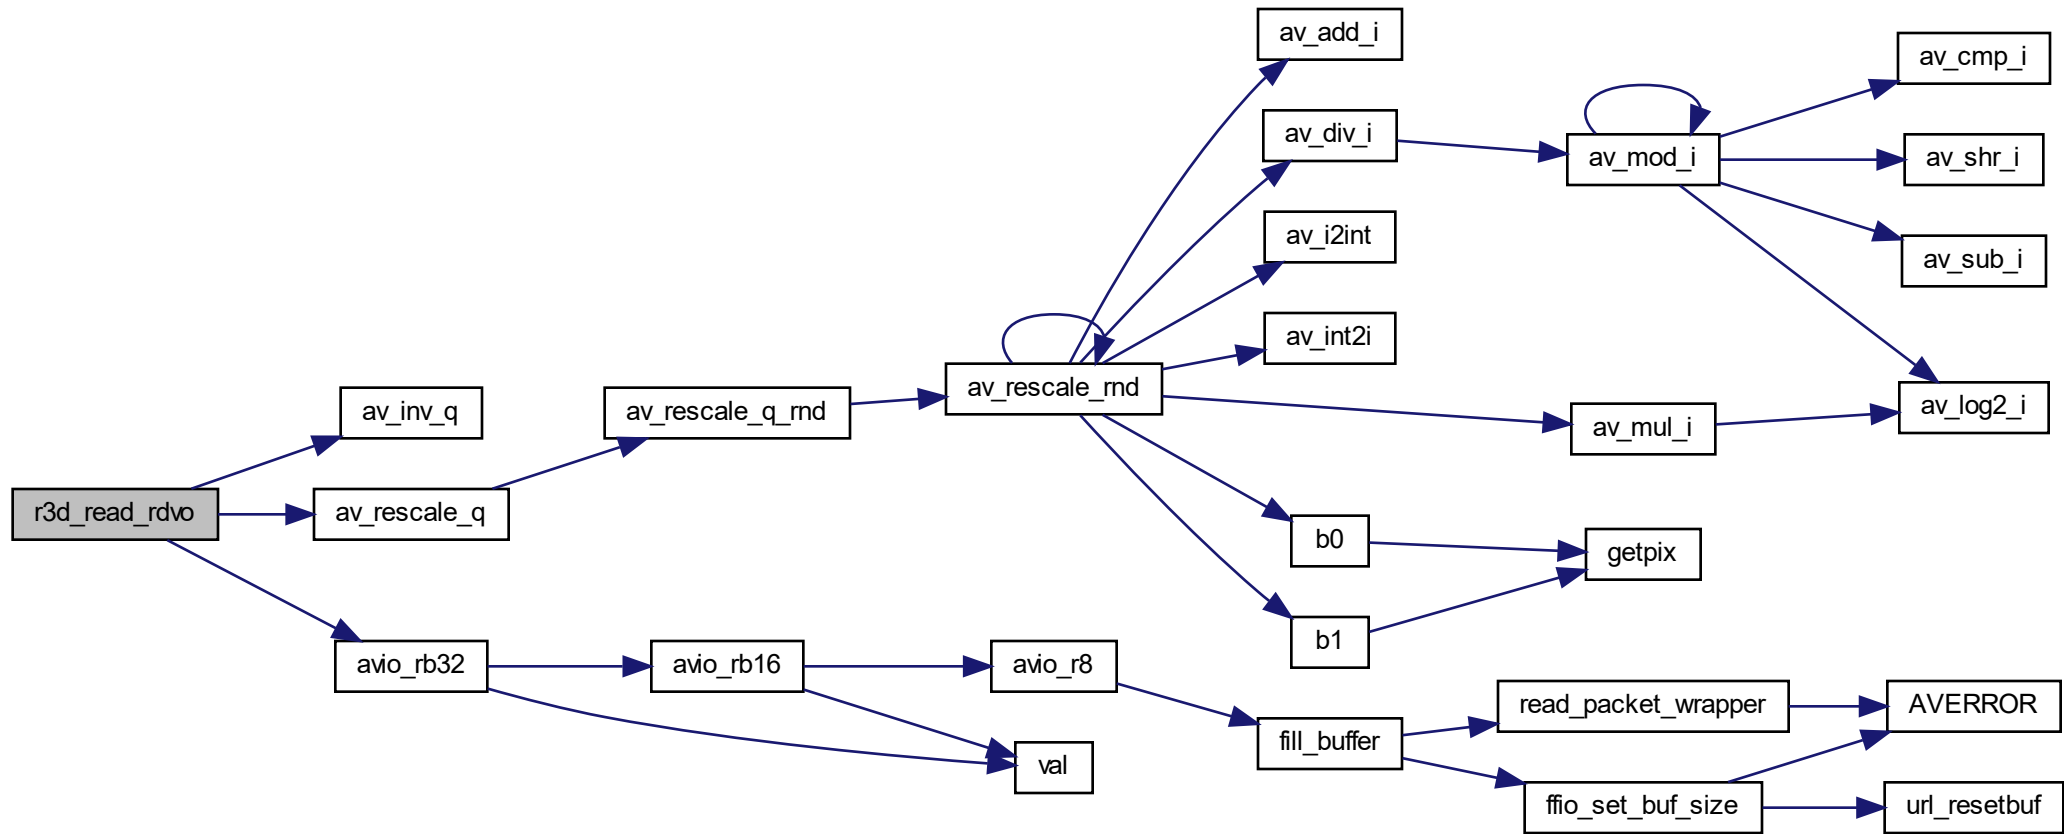 av_add_i
av_cmp_i
av_div_i
av_mod_i
av_shr_i
av_i2int
av_sub_i
av_int2i
av_rescale_rnd
av_inv_q
av_rescale_q_rnd
av_log2_i
av_mul_i
r3d_read_rdvo
av_rescale_q
b0
getpix
b1
avio_rb32
avio_rb16
avio_r8
read_packet_wrapper
AVERROR
fill_buffer
val
ffio_set_buf_size
url_resetbuf